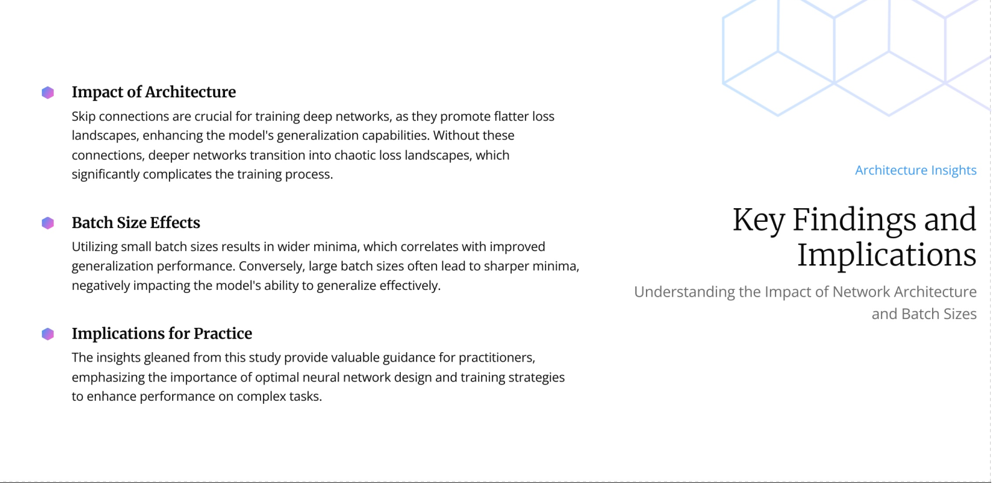 Impact of Architecture
Skip connections are crucial for training deep networks, as they promote flatter loss
landscapes, enhancing the model's generalization capabilities. Without these
connections, deeper networks transition into chaotic loss landscapes, which
significantly complicates the training process.
Batch Size Effects
Utilizing small batch sizes results in wider minima, which correlates with improved
generalization performance. Conversely, large batch sizes often lead to sharper minima,
negatively impacting the model's ability to generalize effectively.
Implications for Practice
The insights gleaned from this study provide valuable guidance for practitioners,
emphasizing the importance of optimal neural network design and training strategies
to enhance performance on complex tasks.
Architecture Insights
Key Findings and
Implications
Understanding the Impact of Network Architecture
and Batch Sizes